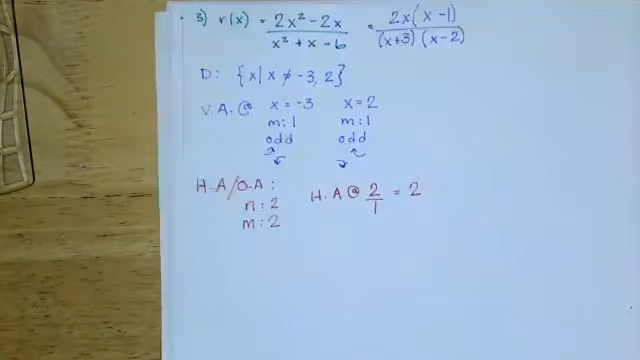 3) r(x) = (2x² - 2x)/(x² + x - 6) = 2x(x - 1)/((x+3)(x-2))
D: {x | x ≠ -3, 2}
V.A. @ x = -3 x = 2
m: 1 m: 1
odd odd
H.A/O.A: H.A @ 2/1 = 2
n: 2
m: 2